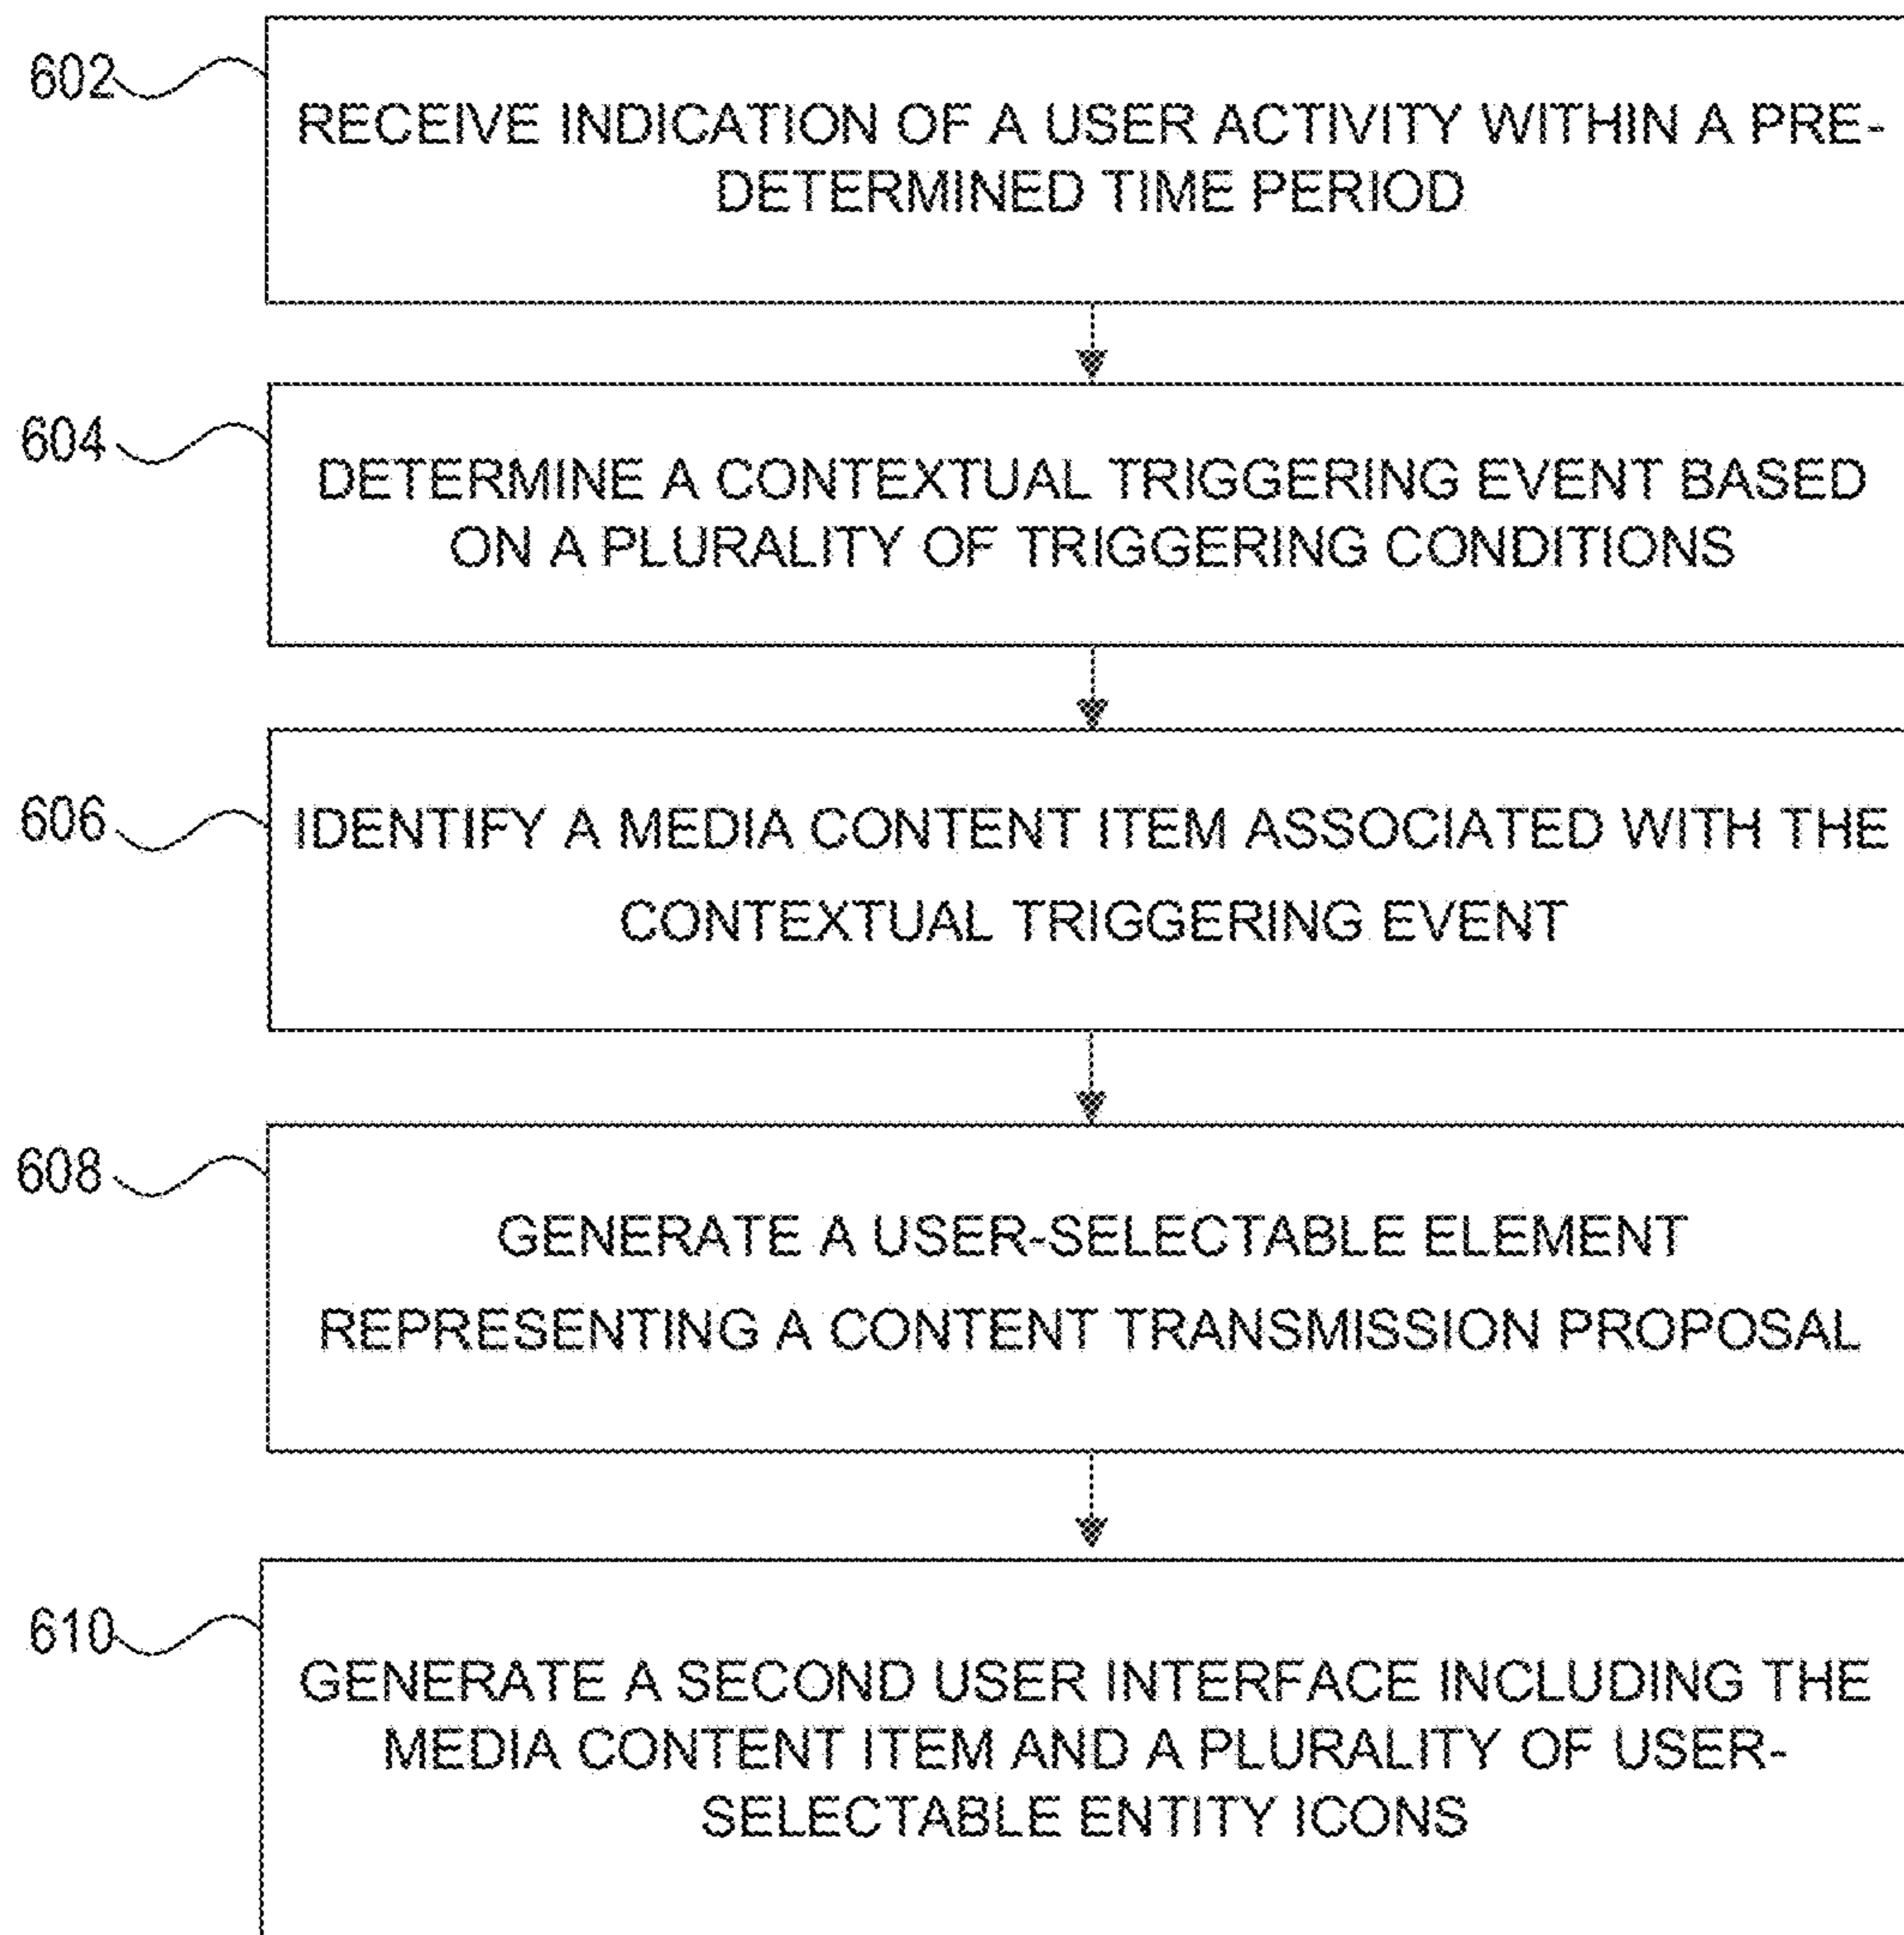 602
RECEIVE INDICATION OF A USER ACTIVITY WITHIN A PRE-
DETERMINED TIME PERIOD
604
DETERMINE A CONTEXTUAL TRIGGERING EVENT BASED
ON A PLURALITY OF TRIGGERING CONDITIONS
606
IDENTIFY A MEDIA CONTENT ITEM ASSOCIATED WITH THE
CONTEXTUAL TRIGGERING EVENT
608
GENERATE A USER-SELECTABLE ELEMENT
REPRESENTING A CONTENT TRANSMISSION PROPOSAL
610
GENERATE A SECOND USER INTERFACE INCLUDING THE
MEDIA CONTENT ITEM AND A PLURALITY OF USER-
SELECTABLE ENTITY ICONS